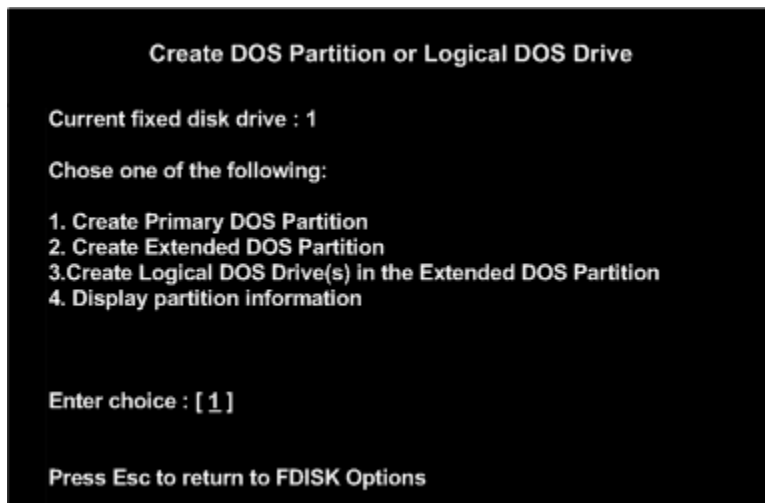 Create DOS Partition or Logical DOS Drive
Current fixed disk drive : 1
Chose one of the following:
1. Create Primary DOS Partition
2. Create Extended DOS Partition
3.Create Logical DOS Drive(s) in the Extended DOS Partition
4. Display partition information
Enter choice : [ 1 ]
Press Esc to return to FDISK Options